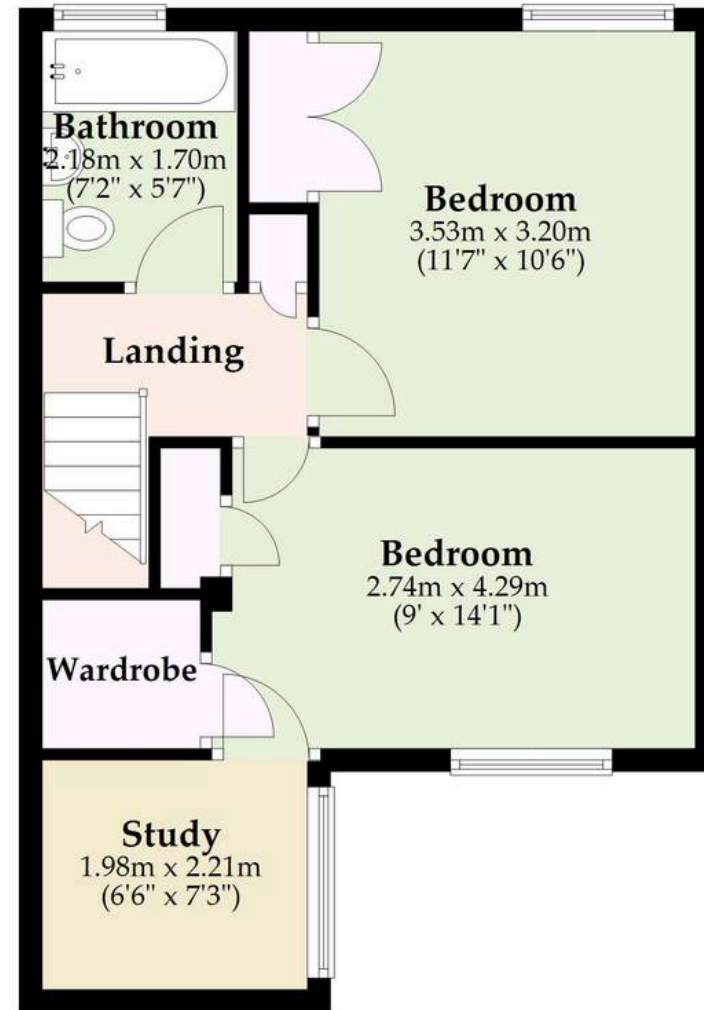 Bathroom
2.18m x 1.70m
(7'2" x 5'7")
Bedroom
3.53m x 3.20m
(11'7" x 10'6")
Landing
Bedroom
2.74m x 4.29m
(9' x 14'1")
Wardrobe
Study
1.98m x 2.21m
(6'6" x 7'3")